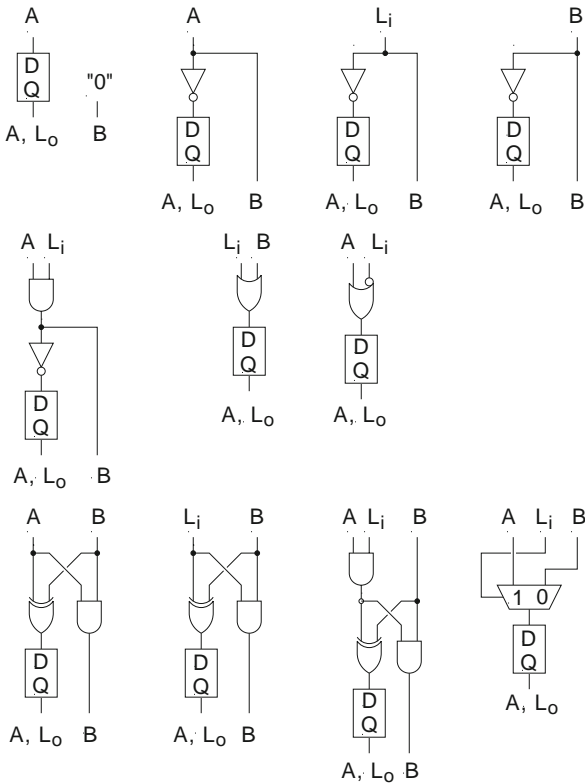 A A Lᵢ B
D
Q "0"
A, Lₒ B
D D D
Q Q Q
A, Lₒ B A, Lₒ B A, Lₒ B
A Lᵢ Lᵢ B A Lᵢ
D D
Q Q
D
Q
A, Lₒ A, Lₒ
A, Lₒ B
A B Lᵢ B A Lᵢ B A Lᵢ B
1 0
D D D
Q Q Q
D
Q
A, Lₒ
A, Lₒ B A, Lₒ B
A, Lₒ B